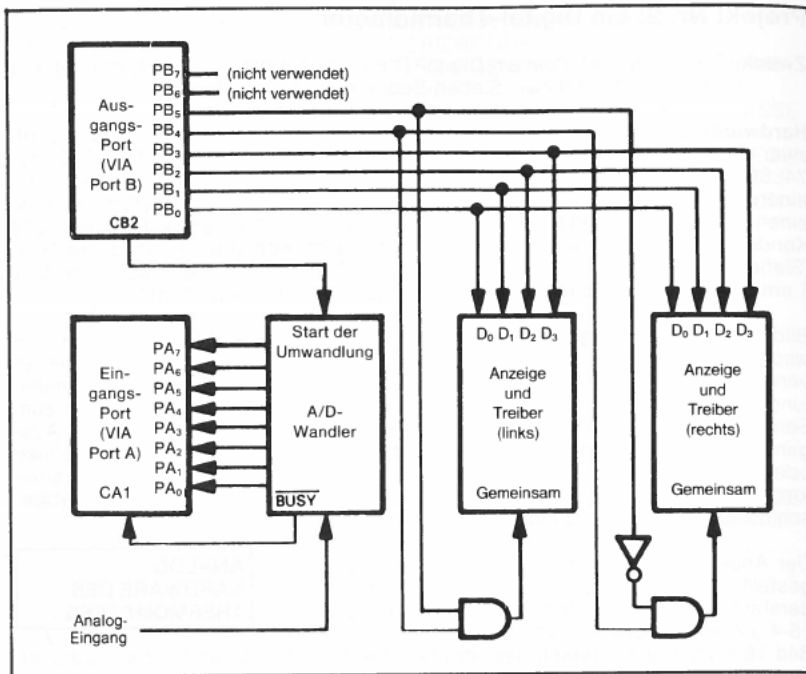 PB7 (nicht verwendet)
PB6 (nicht verwendet)
PB5
PB4
PB3
PB2
PB1
PB0
Aus-
gangs-
Port
(VIA
Port B)
CB2
PA7
PA6
PA5
PA4
PA3
PA2
PA1
PA0
Ein-
gangs-
Port
(VIA
Port A)
CA1
Start der
Umwandlung
A/D-
Wandler
BUSY
Analog-
Eingang
D0 D1 D2 D3
Anzeige
und
Treiber
(links)
Gemeinsam
D0 D1 D2 D3
Anzeige
und
Treiber
(rechts)
Gemeinsam